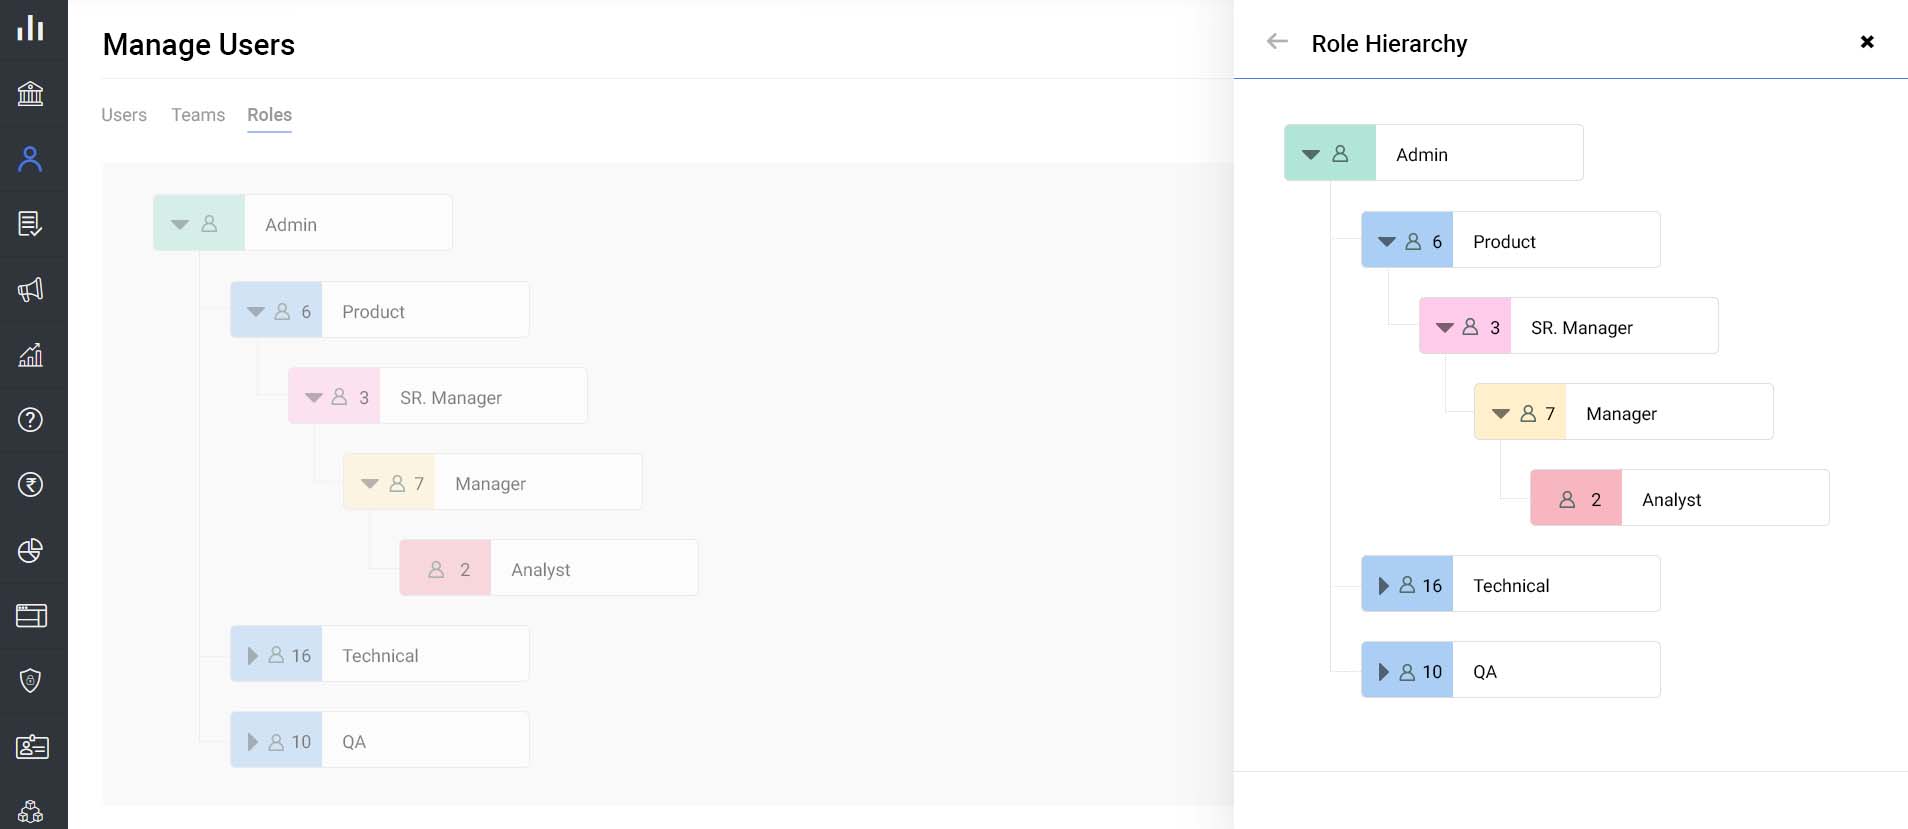 Manage Users
Users Teams Roles
Admin
6 Product
3 SR. Manager
7 Manager
2 Analyst
16 Technical
10 QA
Role Hierarchy
Admin
6 Product
3 SR. Manager
7 Manager
2 Analyst
16 Technical
10 QA